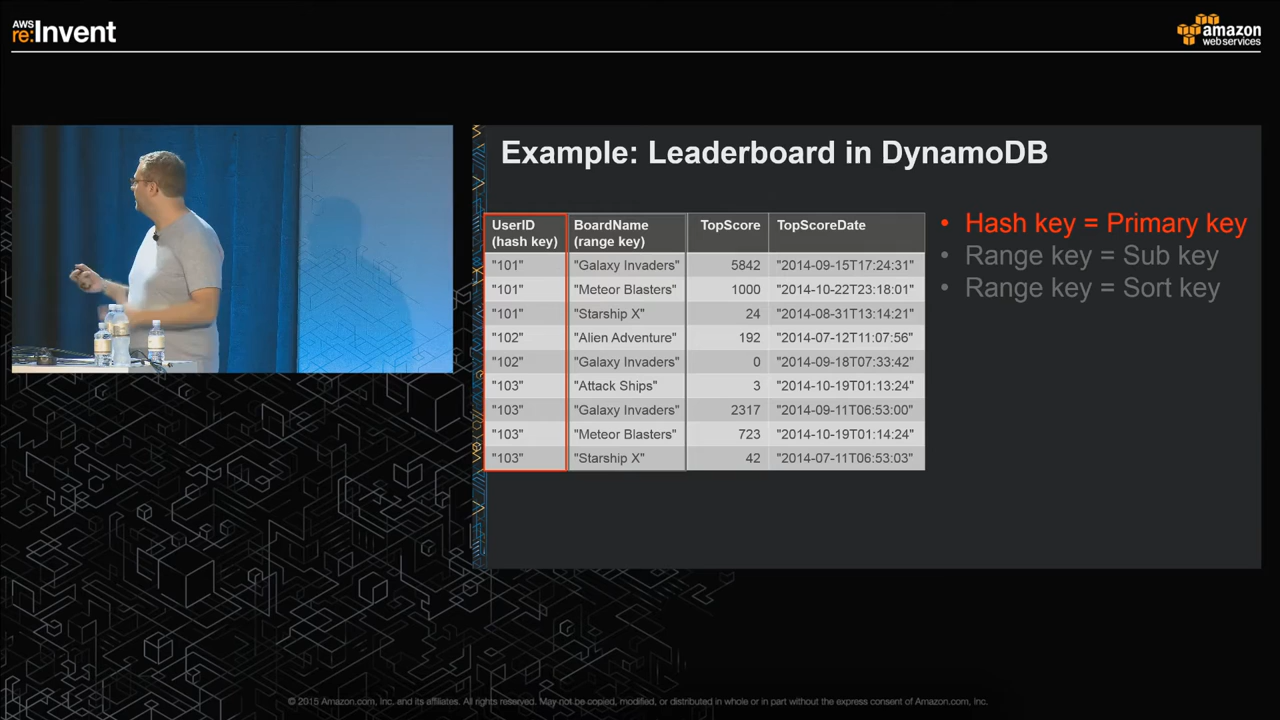 AWS
re:Invent
amazon
web services
Example: Leaderboard in DynamoDB
UserID (hash key) BoardName (range key) TopScore TopScoreDate
"101" "Galaxy Invaders" 5842 "2014-09-15T17:24:31"
"101" "Meteor Blasters" 1000 "2014-10-22T23:18:01"
"101" "Starship X" 24 "2014-08-31T13:14:21"
"102" "Alien Adventure" 192 "2014-07-12T11:07:56"
"102" "Galaxy Invaders" 0 "2014-09-18T07:33:42"
"103" "Attack Ships" 3 "2014-10-19T01:13:24"
"103" "Galaxy Invaders" 2317 "2014-09-11T06:53:00"
"103" "Meteor Blasters" 723 "2014-10-19T01:14:24"
"103" "Starship X" 42 "2014-07-11T06:53:03"
• Hash key = Primary key
• Range key = Sub key
• Range key = Sort key
© 2015 Amazon.com, Inc. and its affiliates. All rights reserved. May not be copied, modified, or distributed in whole or in part without the express consent of Amazon.com, Inc.